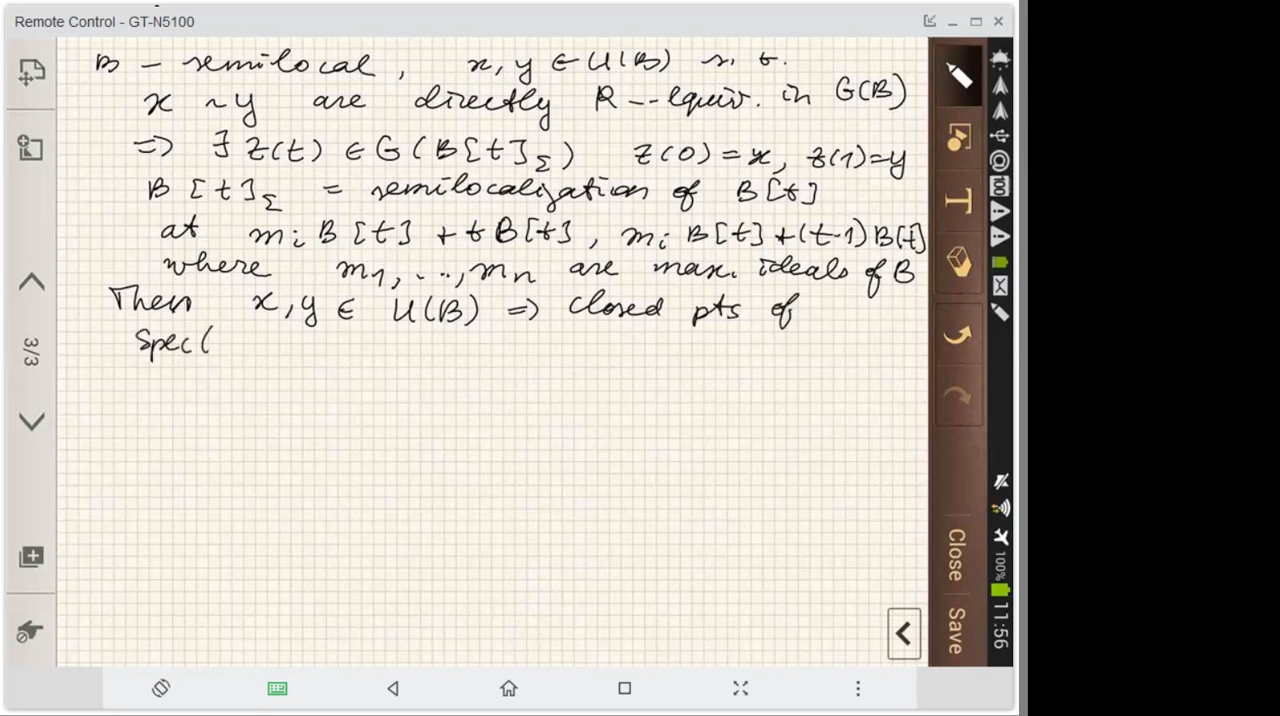 Remote Control - GT-N5100
B - semilocal, x, y ∈ U(B) s. t.
x ~ y are directly R--equiv. in G(B)
=> ∃ Z(t) ∈ G(B[t]_Σ) Z(0) = x, Z(1) = y
B[t]_Σ = semilocalization of B[t]
at m_i B[t] + t B[t], m_i B[t] + (t-1) B[t]
where m_1, ..., m_n are max. ideals of B
Then x, y ∈ U(B) => closed pts of
Spec(
3/3
T
Close
Save
100
100%
11:56